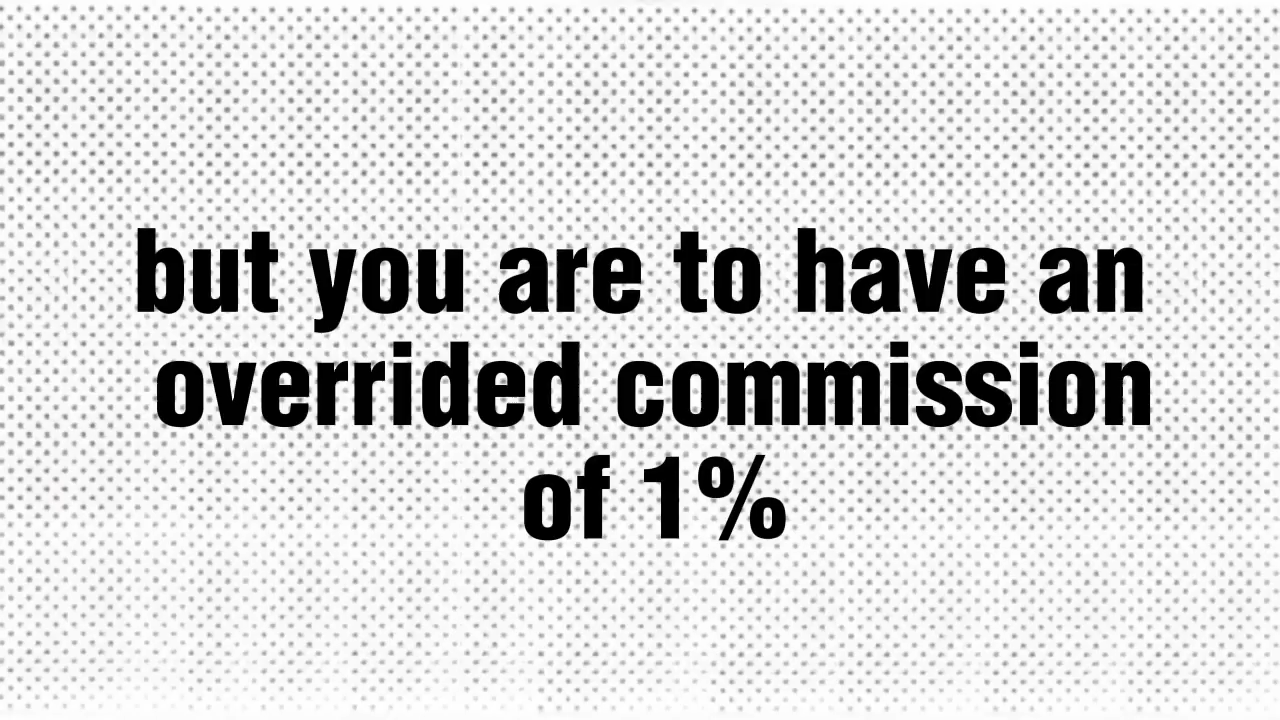 but you are to have an
overrided commission
of 1%